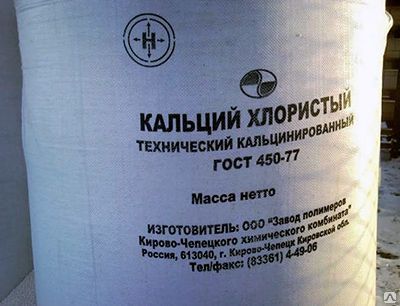 Н
КАЛЬЦИЙ ХЛОРИСТЫЙ
ТЕХНИЧЕСКИЙ КАЛЬЦИНИРОВАННЫЙ
ГОСТ 450-77
Масса нетто
ИЗГОТОВИТЕЛЬ: ООО "Завод полимеров
Кирово-Чепецкого химического комбината"
Россия, 613040, г. Кирово-Чепецк Кировской обл.
Тел/факс: (83361) 4-49-06